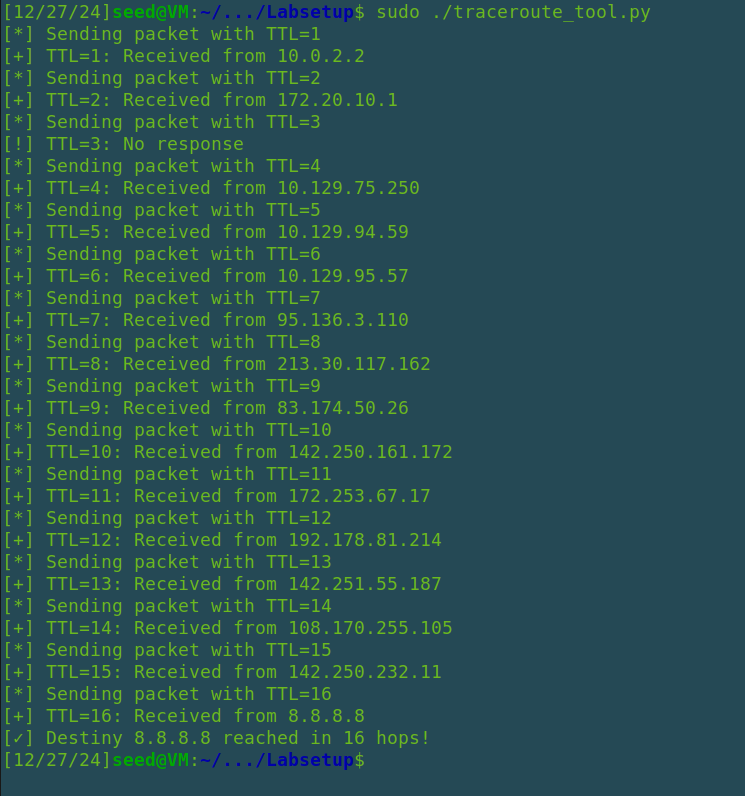 [12/27/24]seed@VM:~/.../Labsetup$ sudo ./traceroute_tool.py
[*] Sending packet with TTL=1
[+] TTL=1: Received from 10.0.2.2
[*] Sending packet with TTL=2
[+] TTL=2: Received from 172.20.10.1
[*] Sending packet with TTL=3
[!] TTL=3: No response
[*] Sending packet with TTL=4
[+] TTL=4: Received from 10.129.75.250
[*] Sending packet with TTL=5
[+] TTL=5: Received from 10.129.94.59
[*] Sending packet with TTL=6
[+] TTL=6: Received from 10.129.95.57
[*] Sending packet with TTL=7
[+] TTL=7: Received from 95.136.3.110
[*] Sending packet with TTL=8
[+] TTL=8: Received from 213.30.117.162
[*] Sending packet with TTL=9
[+] TTL=9: Received from 83.174.50.26
[*] Sending packet with TTL=10
[+] TTL=10: Received from 142.250.161.172
[*] Sending packet with TTL=11
[+] TTL=11: Received from 172.253.67.17
[*] Sending packet with TTL=12
[+] TTL=12: Received from 192.178.81.214
[*] Sending packet with TTL=13
[+] TTL=13: Received from 142.251.55.187
[*] Sending packet with TTL=14
[+] TTL=14: Received from 108.170.255.105
[*] Sending packet with TTL=15
[+] TTL=15: Received from 142.250.232.11
[*] Sending packet with TTL=16
[+] TTL=16: Received from 8.8.8.8
[✓] Destiny 8.8.8.8 reached in 16 hops!
[12/27/24]seed@VM:~/.../Labsetup$